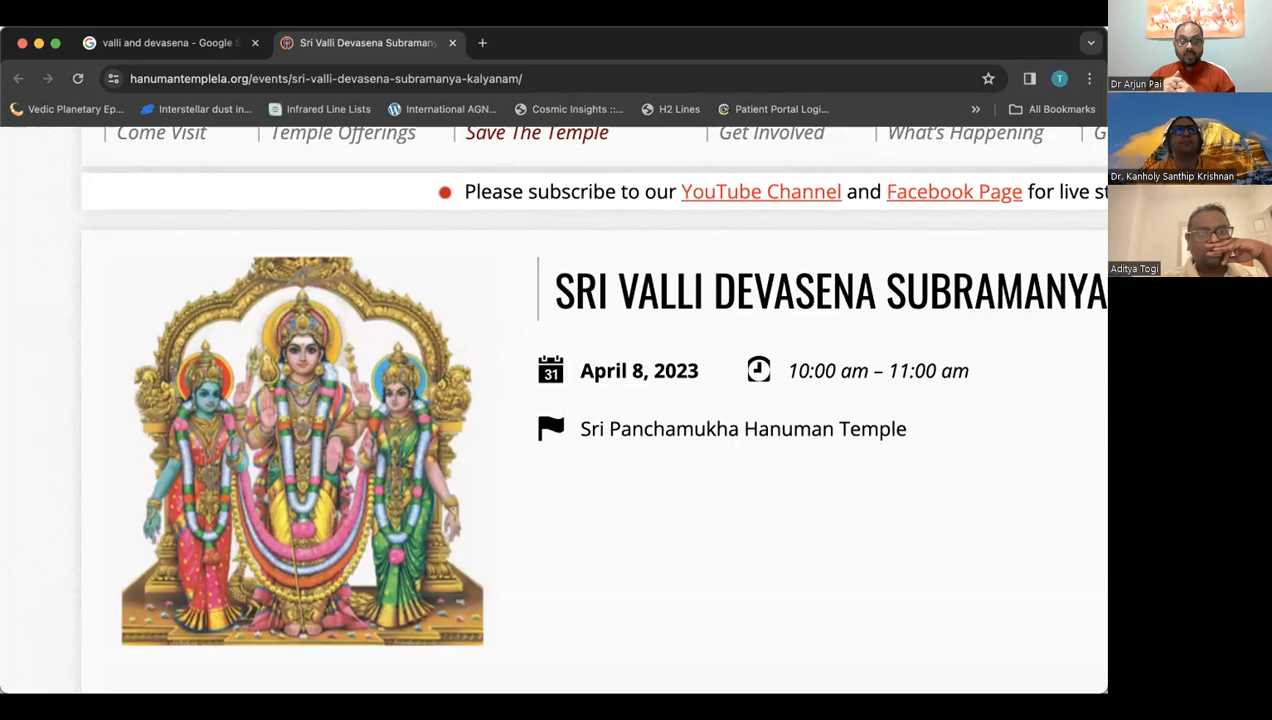 valli and devasena - Google S
Sri Valli Devasena Subramany
hanumantemplela.org/events/sri-valli-devasena-subramanya-kalyanam/
T
Vedic Planetary Ep...
Interstellar dust in...
Infrared Line Lists
International AGN...
Cosmic Insights ::...
H2 Lines
Patient Portal Logi...
»
All Bookmarks
Come Visit
Temple Offerings
Save The Temple
Get Involved
What's Happening
G
Please subscribe to our YouTube Channel and Facebook Page for live st
SRI VALLI DEVASENA SUBRAMANYA
31 April 8, 2023 10:00 am – 11:00 am
Sri Panchamukha Hanuman Temple
Dr Arjun Pai
Dr. Kanholy Santhip Krishnan
Aditya Togi